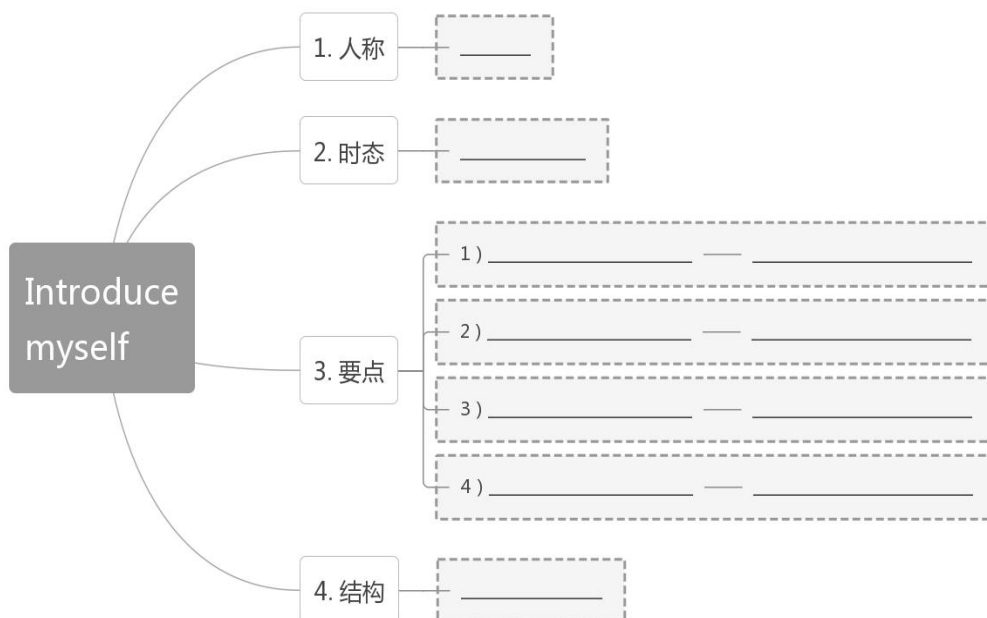 1. 人称
2. 时态
Introduce
myself
3. 要点
1)
2)
3)
4)
4. 结构